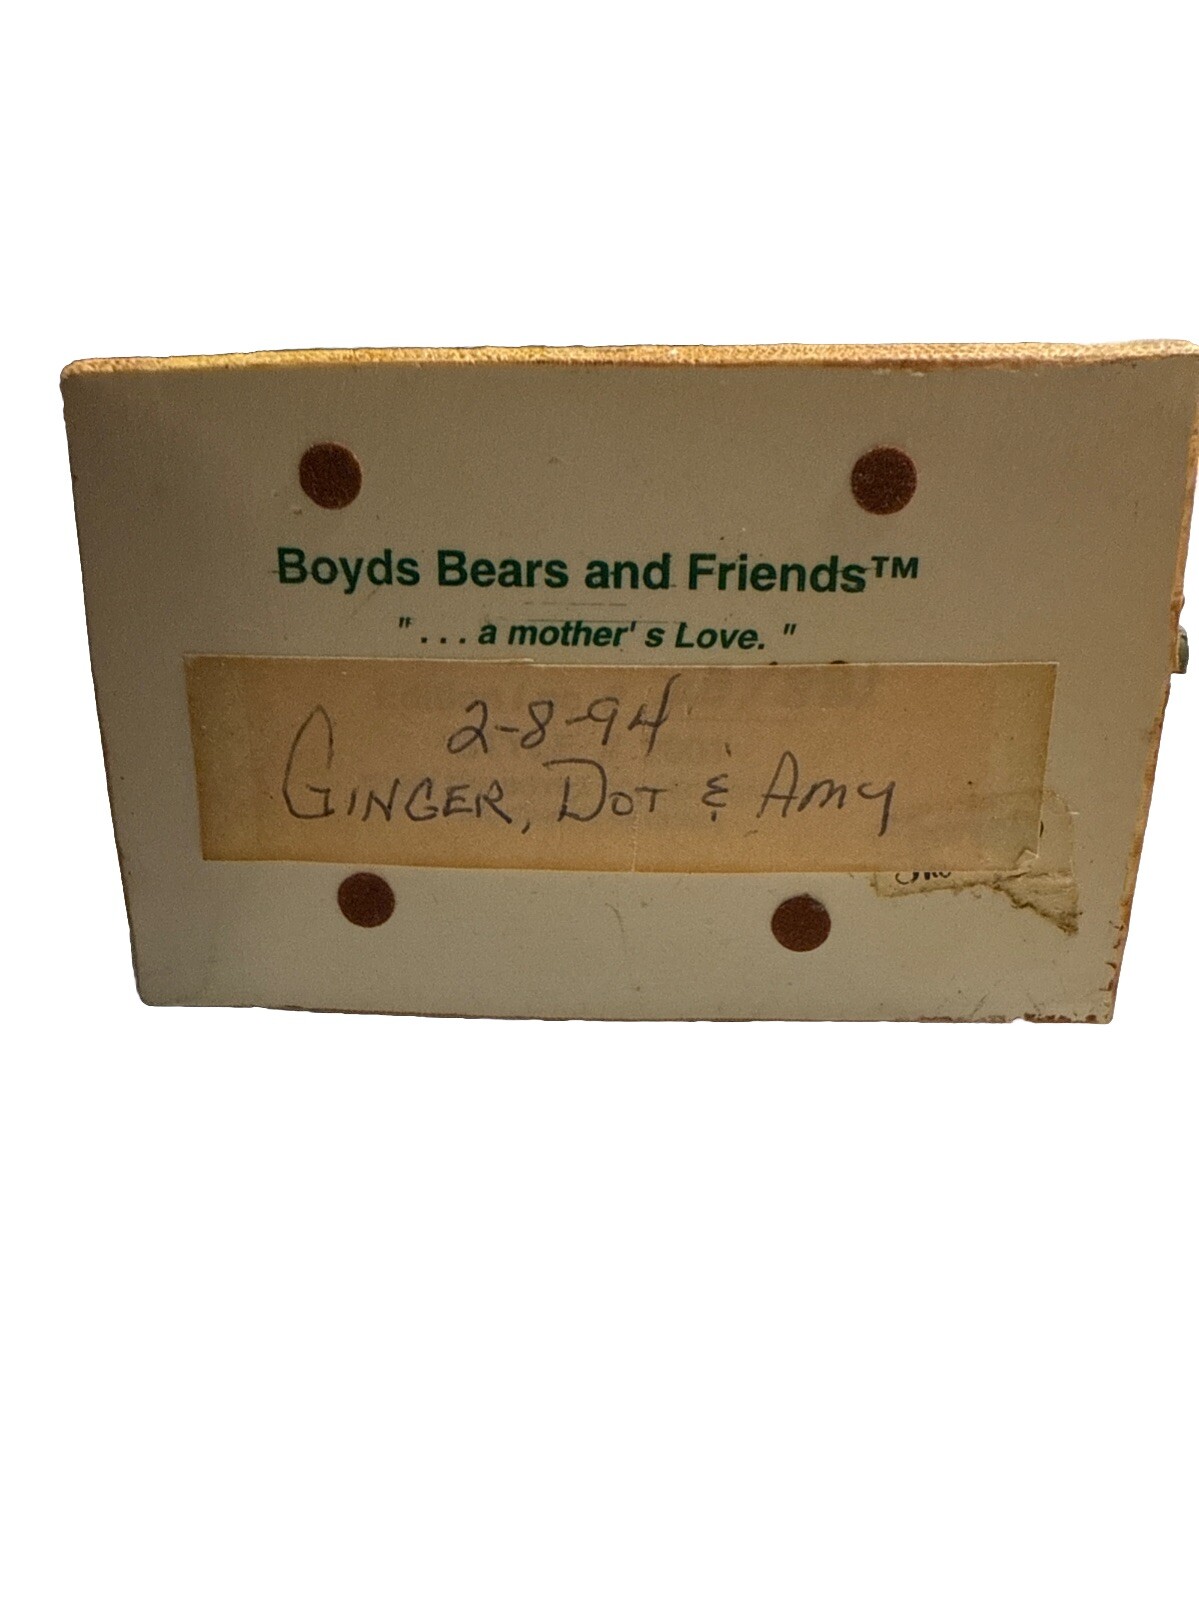 Boyds Bears and Friends™
"... a mother's Love."
2-8-94
GINGER, DOT & AMY